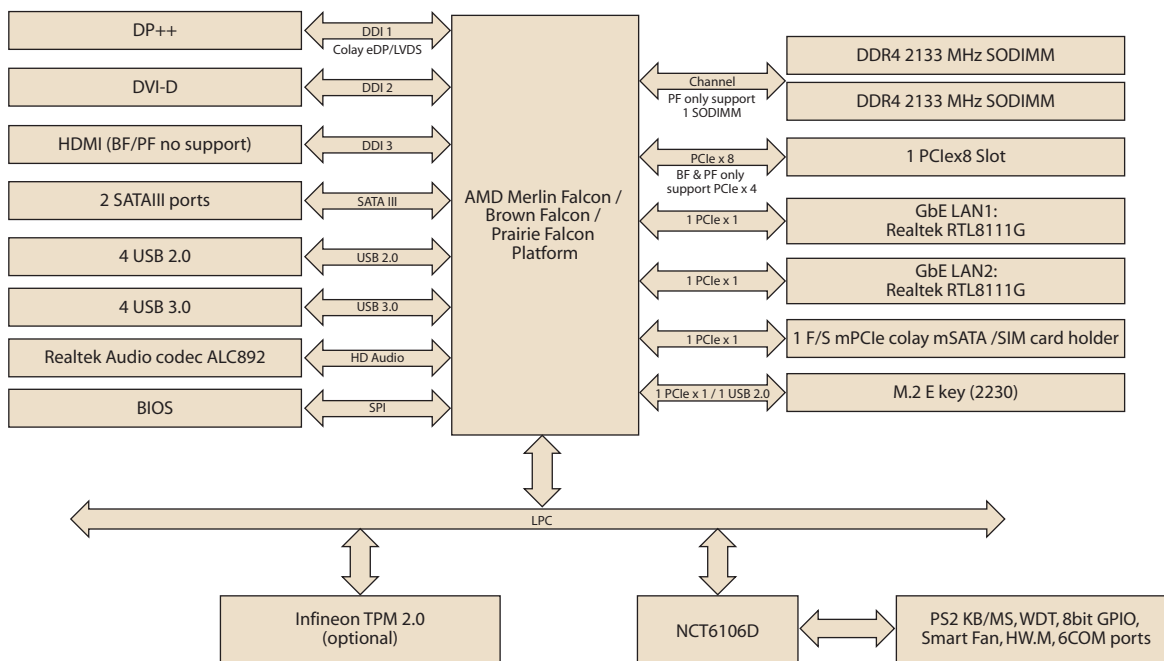 DP++
DDI 1
Colay eDP/LVDS
DVI-D
DDI 2
HDMI (BF/PF no support)
DDI 3
2 SATAIII ports
SATA III
4 USB 2.0
USB 2.0
4 USB 3.0
USB 3.0
Realtek Audio codec ALC892
HD Audio
BIOS
SPI
AMD Merlin Falcon /
Brown Falcon /
Prairie Falcon
Platform
Channel
PF only support
1 SODIMM
DDR4 2133 MHz SODIMM
DDR4 2133 MHz SODIMM
PCIe x 8
BF & PF only
support PCIe x 4
1 PCIex8 Slot
1 PCIe x 1
GbE LAN1:
Realtek RTL8111G
1 PCIe x 1
GbE LAN2:
Realtek RTL8111G
1 PCIe x 1
1 F/S mPCIe colay mSATA /SIM card holder
1 PCIe x 1 / 1 USB 2.0
M.2 E key (2230)
LPC
Infineon TPM 2.0
(optional)
NCT6106D
PS2 KB/MS, WDT, 8bit GPIO,
Smart Fan, HW.M, 6COM ports